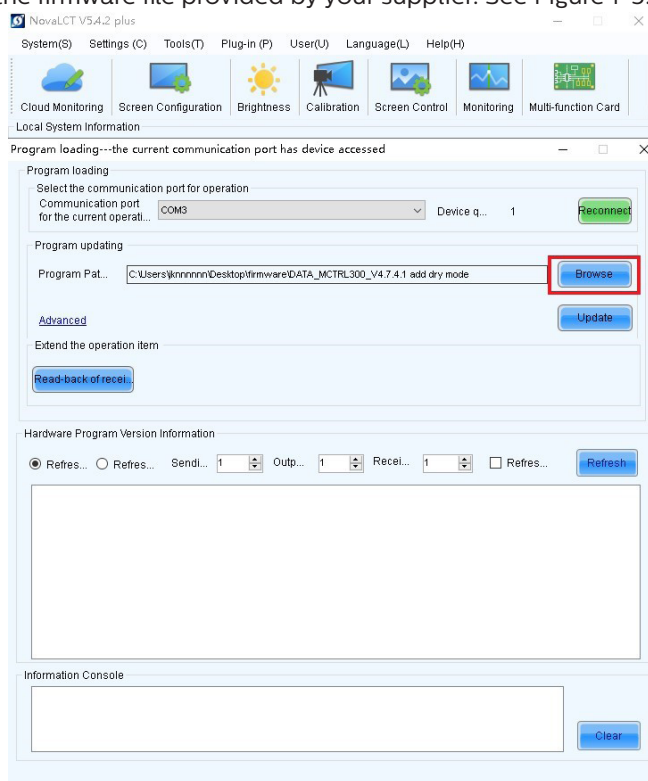 the firmware file provided by your supplier. See Figure 1-5.
NovaLCT V5.4.2 plus
System(S) Settings (C) Tools(T) Plug-in (P) User(U) Language(L) Help(H)
Cloud Monitoring Screen Configuration Brightness Calibration Screen Control Monitoring Multi-function Card
Local System Information
Program loading---the current communication port has device accessed
Program loading
Select the communication port for operation
Communication port
for the current operati... COM3 Device q... 1 Reconnect
Program updating
Program Pat... C:\Users\jknnnnnn\Desktop\firmware\DATA_MCTRL300_V4.7.4.1 add dry mode Browse
Advanced Update
Extend the operation item
Read-back of recei...
Hardware Program Version Information
Refres... Refres... Sendi... 1 Outp... 1 Recei... 1 Refres... Refresh
Information Console
Clear